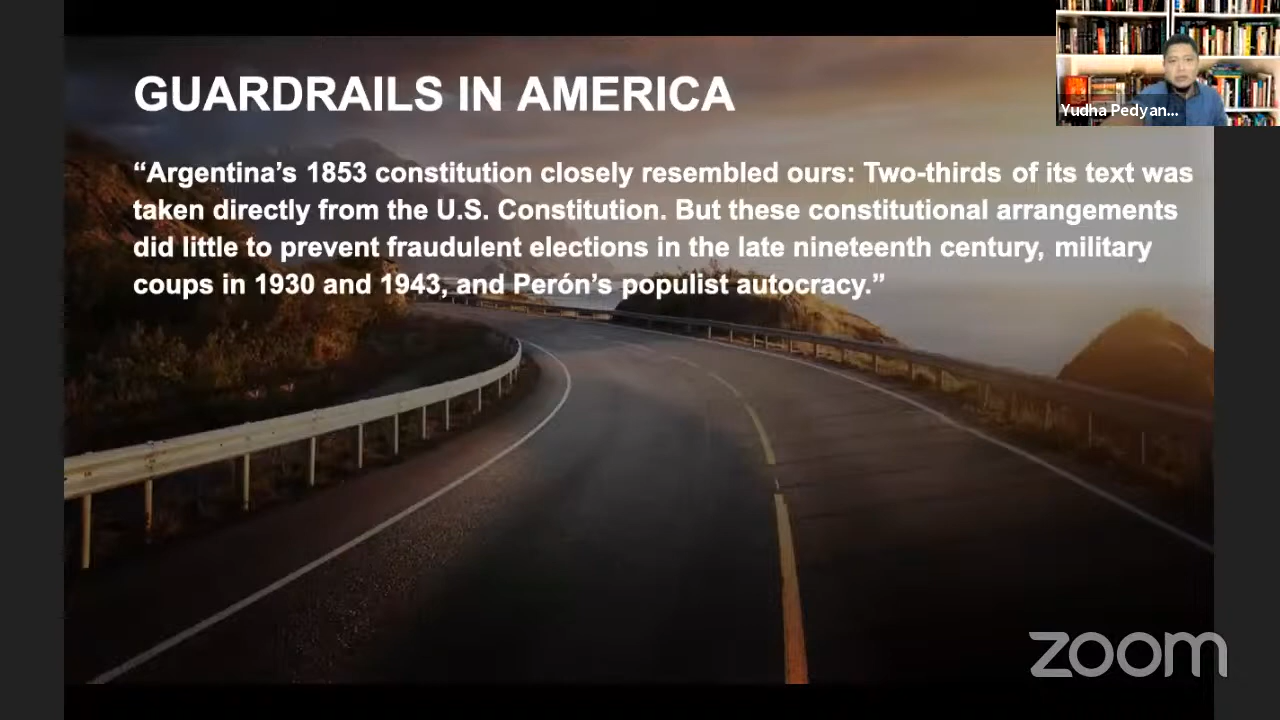 GUARDRAILS IN AMERICA
“Argentina’s 1853 constitution closely resembled ours: Two-thirds of its text was
taken directly from the U.S. Constitution. But these constitutional arrangements
did little to prevent fraudulent elections in the late nineteenth century, military
coups in 1930 and 1943, and Perón’s populist autocracy.”
Yudha Pedyan...
zoom